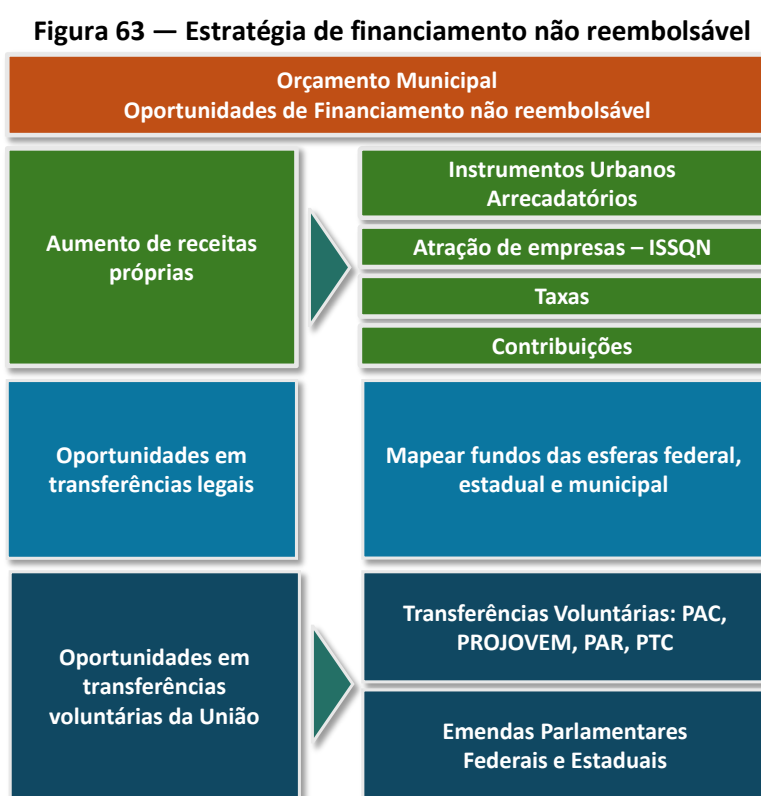 Figura 63 — Estratégia de financiamento não reembolsável
Orçamento Municipal
Oportunidades de Financiamento não reembolsável
Aumento de receitas
próprias
Instrumentos Urbanos
Arrecadatórios
Atração de empresas – ISSQN
Taxas
Contribuições
Oportunidades em
transferências legais
Mapear fundos das esferas federal,
estadual e municipal
Oportunidades em
transferências
voluntárias da União
Transferências Voluntárias: PAC,
PROJOVEM, PAR, PTC
Emendas Parlamentares
Federais e Estaduais